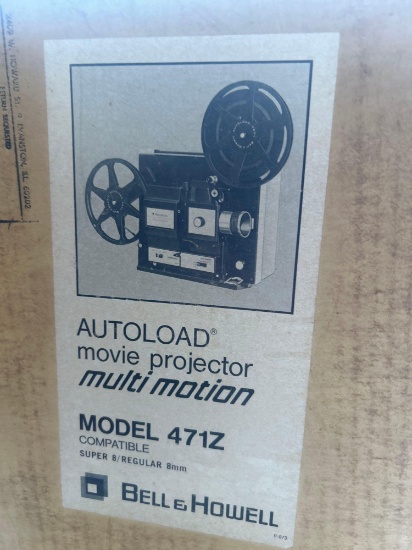 AUTOLOAD®
movie projector
multi motion
MODEL 471Z
COMPATIBLE
SUPER 8/REGULAR 8mm
BELL & HOWELL